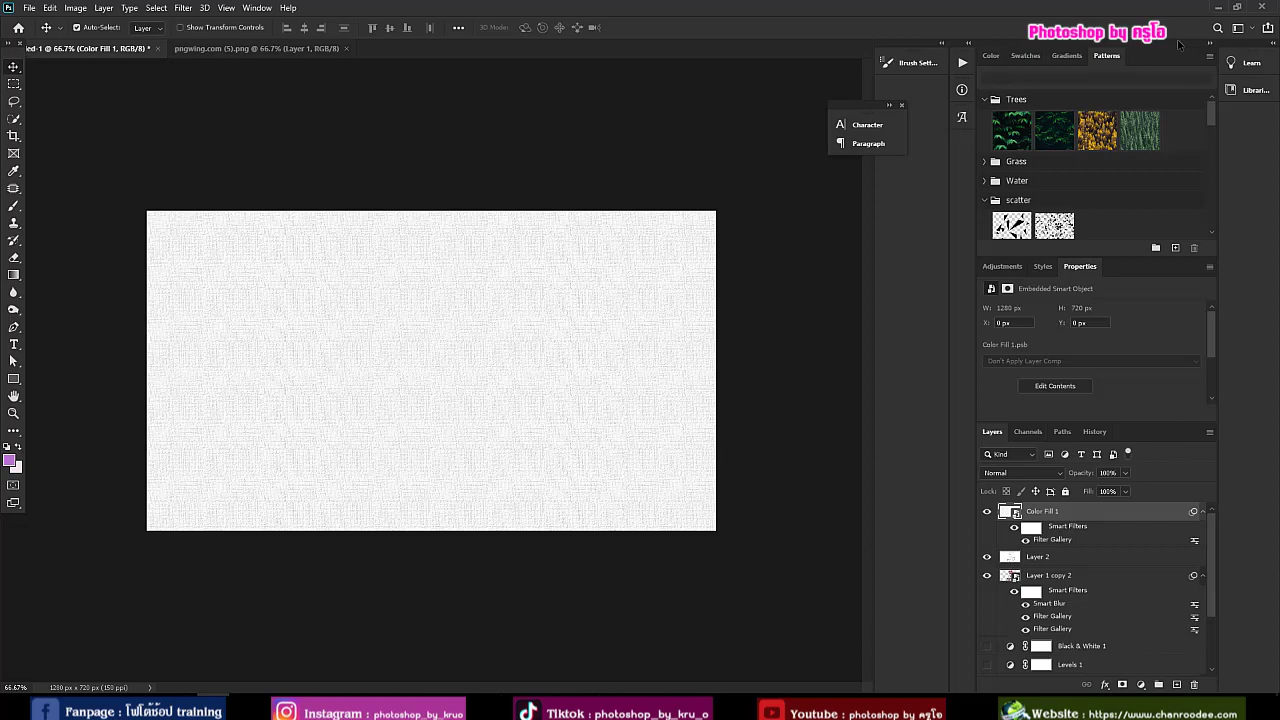 File Edit Image Layer Type Select Filter 3D View Window Help
Auto-Select: Layer Show Transform Controls 3D Mode:
Photoshop by ครูโอ
ed-1 @ 66.7% (Color Fill 1, RGB/8) * × pngwing.com (5).png @ 66.7% (Layer 1, RGB/8) ×
Brush Sett...
Color Swatches Gradients Patterns
Learn
Librari...
Trees
Grass
Water
scatter
Character
Paragraph
Adjustments Styles Properties
Embedded Smart Object
W: 1280 px H: 720 px
X: 0 px Y: 0 px
Color Fill 1.psb
Don't Apply Layer Comp
Edit Contents
Layers Channels Paths History
Kind
Normal Opacity: 100%
Lock: Fill: 100%
Color Fill 1
Smart Filters
Filter Gallery
Layer 2
Layer 1 copy 2
Smart Filters
Smart Blur
Filter Gallery
Filter Gallery
Black & White 1
Levels 1
66.67% 1280 px x 720 px (150 ppi)
Fanpage : โฟโต้ช้อป training
Instagram : photoshop_by_kruo
Tiktok : photoshop_by_kru_o
Youtube : Photoshop by ครูโอ
Website : https://www.chanroodee.com